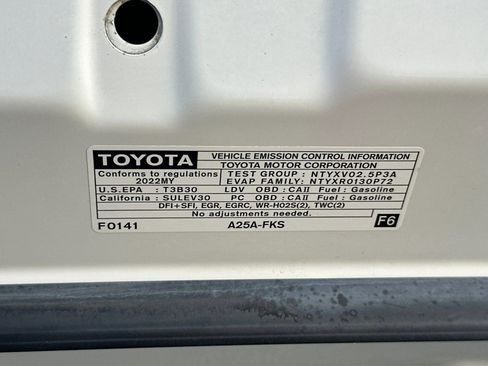 TOYOTA
VEHICLE EMISSION CONTROL INFORMATION
TOYOTA MOTOR CORPORATION
Conforms to regulations
2022MY
TEST GROUP : NTYXV02.5P3A
EVAP FAMILY: NTYXR0130P72
U.S.EPA : T3B30 LDV OBD : CAII Fuel : Gasoline
California : SULEV30 PC OBD : CAII Fuel : Gasoline
DFI+SFI, EGR, EGRC, WR-HO2S(2), TWC(2)
No adjustments needed.
F0141 A25A-FKS F6